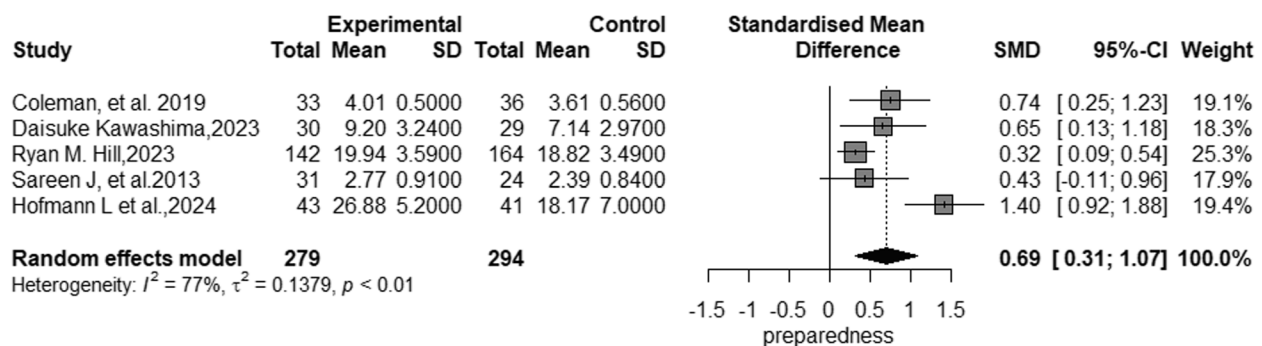 Experimental Control Standardised Mean
Study Total Mean SD Total Mean SD Difference SMD 95%-CI Weight
Coleman, et al. 2019 33 4.01 0.5000 36 3.61 0.5600 0.74 [ 0.25; 1.23] 19.1%
Daisuke Kawashima,2023 30 9.20 3.2400 29 7.14 2.9700 0.65 [ 0.13; 1.18] 18.3%
Ryan M. Hill,2023 142 19.94 3.5900 164 18.82 3.4900 0.32 [ 0.09; 0.54] 25.3%
Sareen J, et al.2013 31 2.77 0.9100 24 2.39 0.8400 0.43 [-0.11; 0.96] 17.9%
Hofmann L et al.,2024 43 26.88 5.2000 41 18.17 7.0000 1.40 [ 0.92; 1.88] 19.4%
Random effects model 279 294 0.69 [ 0.31; 1.07] 100.0%
Heterogeneity: I² = 77%, τ² = 0.1379, p < 0.01
-1.5 -1 -0.5 0 0.5 1 1.5
preparedness